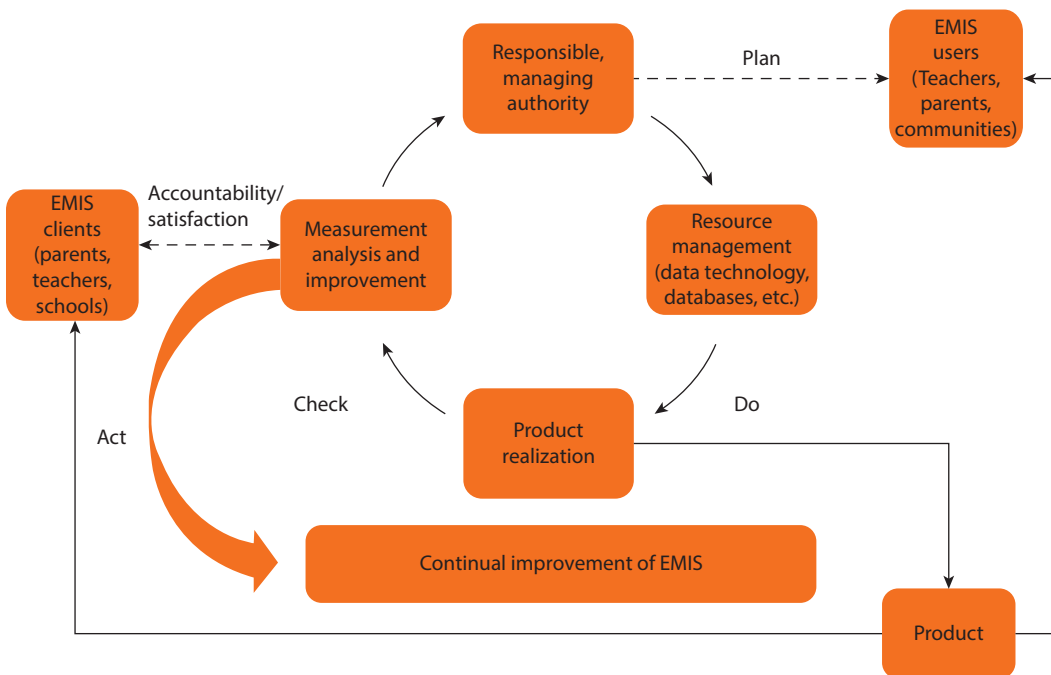 Responsible,
managing
authority
Plan
EMIS
users
(Teachers,
parents,
communities)
EMIS
clients
(parents,
teachers,
schools)
Accountability/
satisfaction
Measurement
analysis and
improvement
Resource
management
(data technology,
databases, etc.)
Check
Do
Act
Product
realization
Continual improvement of EMIS
Product